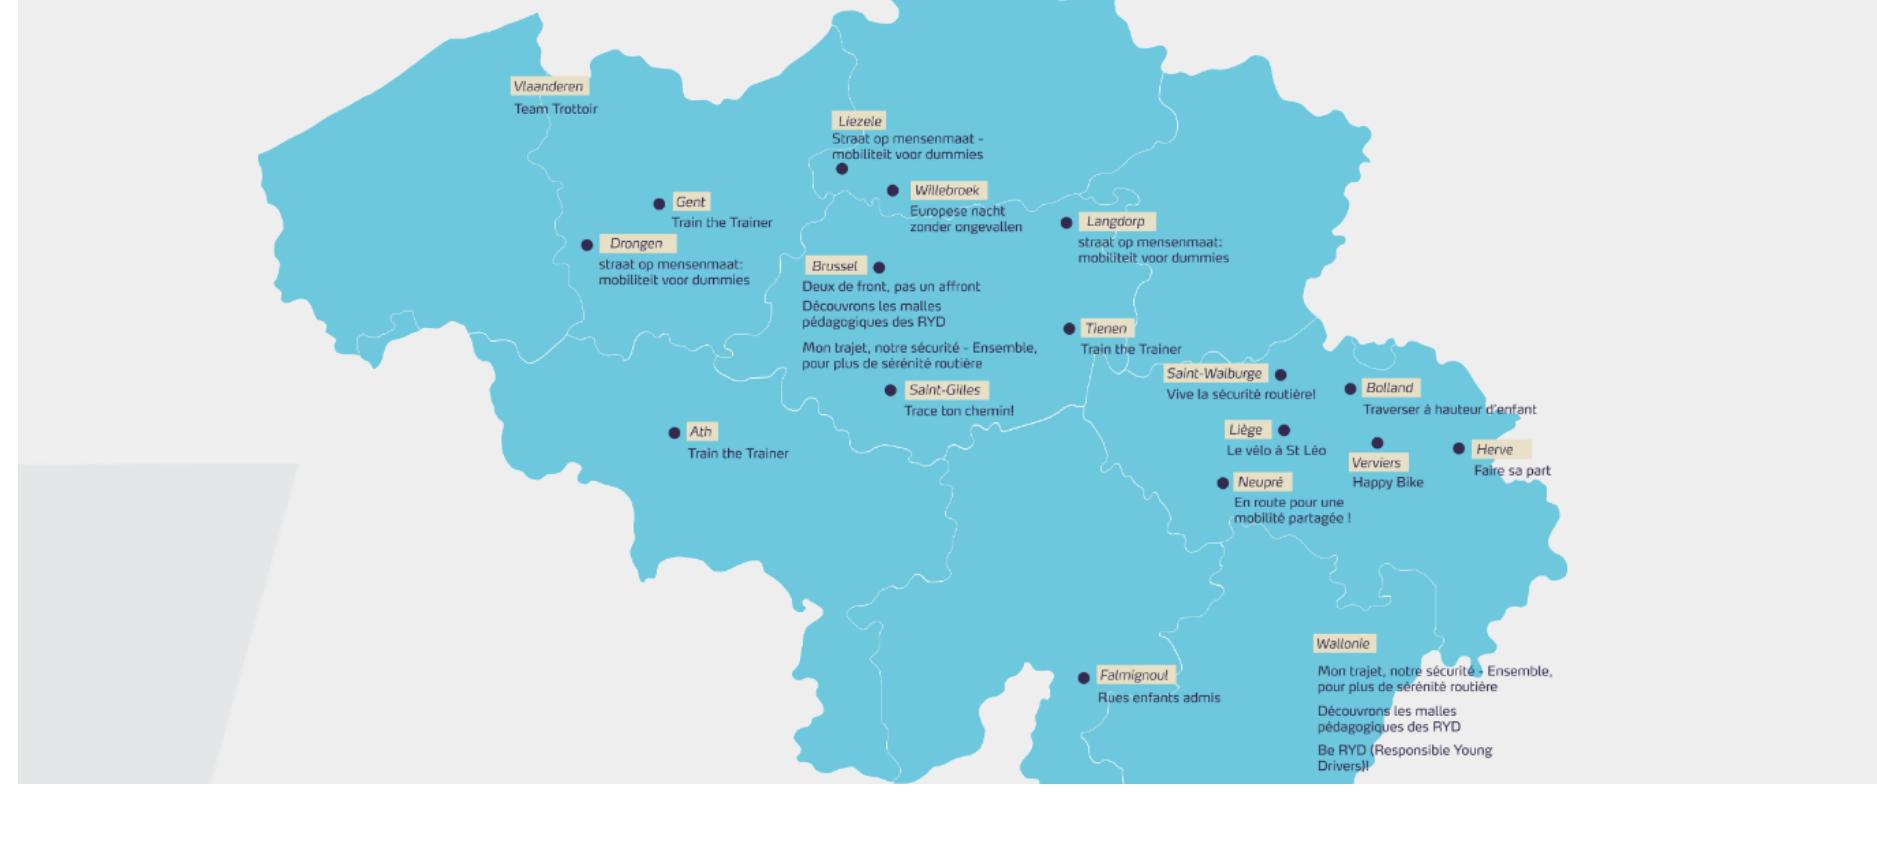 Vlaanderen
Team Trottoir
Liezele
Straat op mensenmaat -
mobiliteit voor dummies
Willebroek
Europese nacht
zonder ongevallen
Gent
Train the Trainer
Drongen
straat op mensenmaat:
mobiliteit voor dummies
Langdorp
straat op mensenmaat:
mobiliteit voor dummies
Brussel
Deux de front, pas un affront
Découvrons les malles
pédagogiques des RYD
Mon trajet, notre sécurité - Ensemble,
pour plus de sérénité routière
Tienen
Train the Trainer
Saint-Gilles
Trace ton chemin!
Saint-Walburge
Vive la sécurité routière!
Bolland
Traverser à hauteur d'enfant
Ath
Train the Trainer
Liège
Le vélo à St Léo
Verviers
Happy Bike
Herve
Faire sa part
Neupré
En route pour une
mobilité partagée !
Falmignoul
Rues enfants admis
Wallonie
Mon trajet, notre sécurité - Ensemble,
pour plus de sérénité routière
Découvrons les malles
pédagogiques des RYD
Be RYD (Responsible Young
Drivers)!